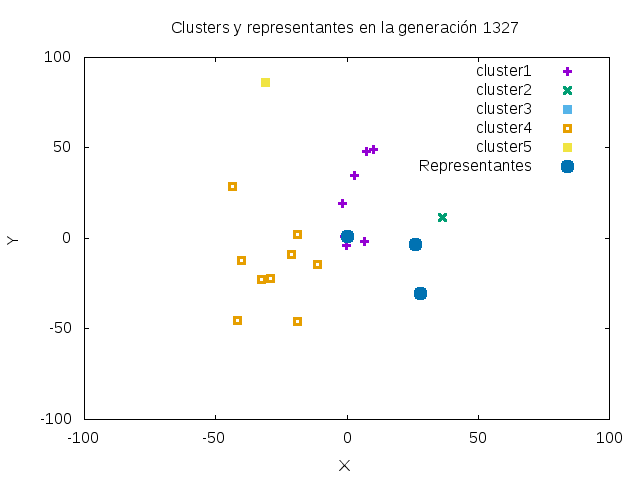 Clusters y representantes en la generación 1327
100
50
0
-50
-100
-100
-50
0
50
100
Y
X
cluster1
cluster2
cluster3
cluster4
cluster5
Representantes